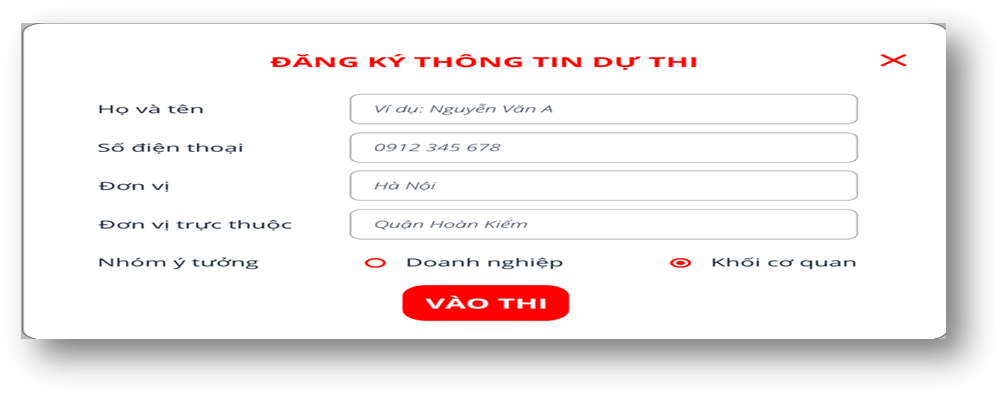 ĐĂNG KÝ THÔNG TIN DỰ THI
Họ và tên Ví dụ: Nguyễn Văn A
Số điện thoại 0912 345 678
Đơn vị Hà Nội
Đơn vị trực thuộc Quận Hoàn Kiếm
Nhóm ý tưởng Doanh nghiệp Khối cơ quan
VÀO THI